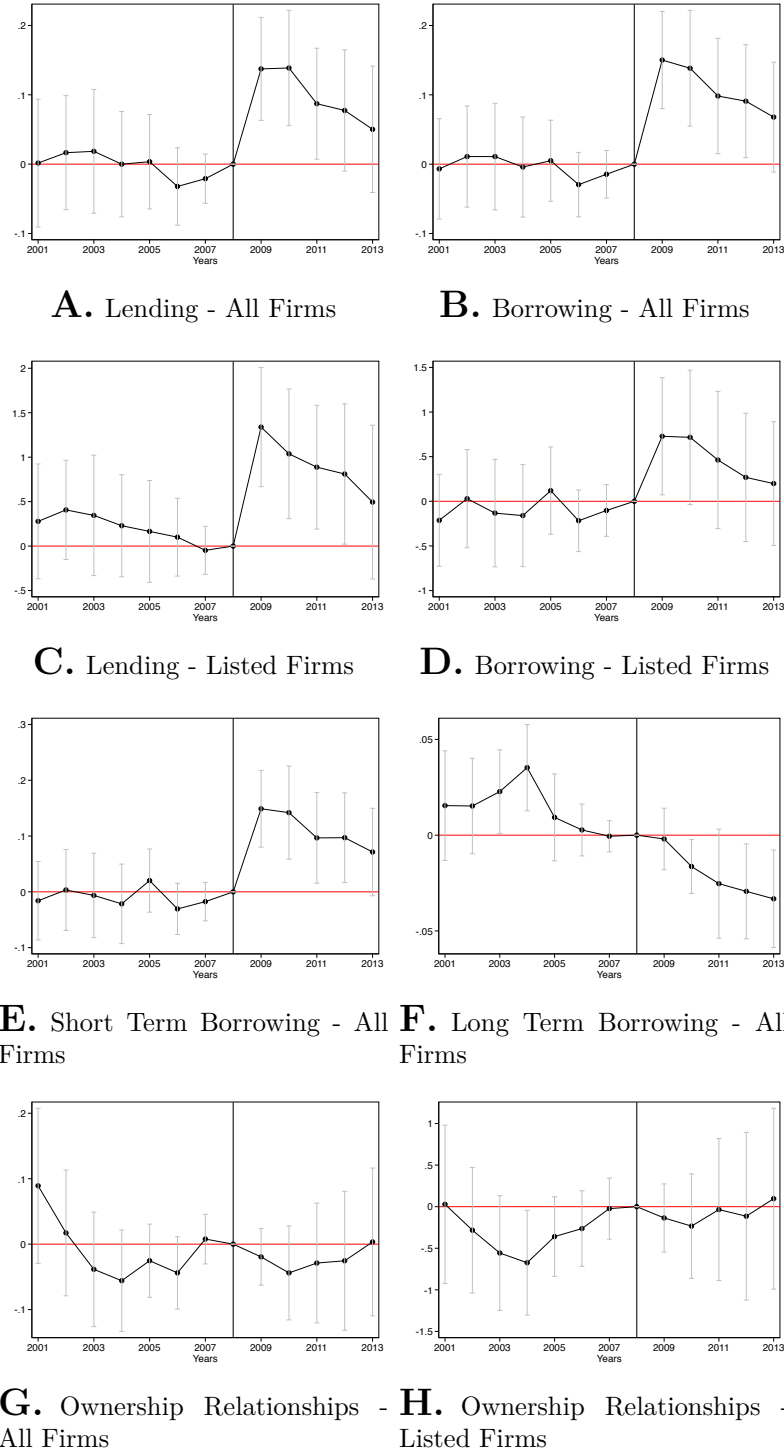 .2
.1
0
-.1
2001 2003 2005 2007 2009 2011 2013
Years
A. Lending - All Firms
.2
.1
0
-.1
2001 2003 2005 2007 2009 2011 2013
Years
B. Borrowing - All Firms
2
1.5
1
.5
0
-.5
2001 2003 2005 2007 2009 2011 2013
Years
C. Lending - Listed Firms
1.5
1
.5
0
-.5
-1
2001 2003 2005 2007 2009 2011 2013
Years
D. Borrowing - Listed Firms
.3
.2
.1
0
-.1
2001 2003 2005 2007 2009 2011 2013
Years
E. Short Term Borrowing - All
Firms
.05
0
-.05
2001 2003 2005 2007 2009 2011 2013
Years
F. Long Term Borrowing - All
Firms
.2
.1
0
-.1
2001 2003 2005 2007 2009 2011 2013
Years
G. Ownership Relationships -
All Firms
1
.5
0
-.5
-1
-1.5
2001 2003 2005 2007 2009 2011 2013
Years
H. Ownership Relationships -
Listed Firms